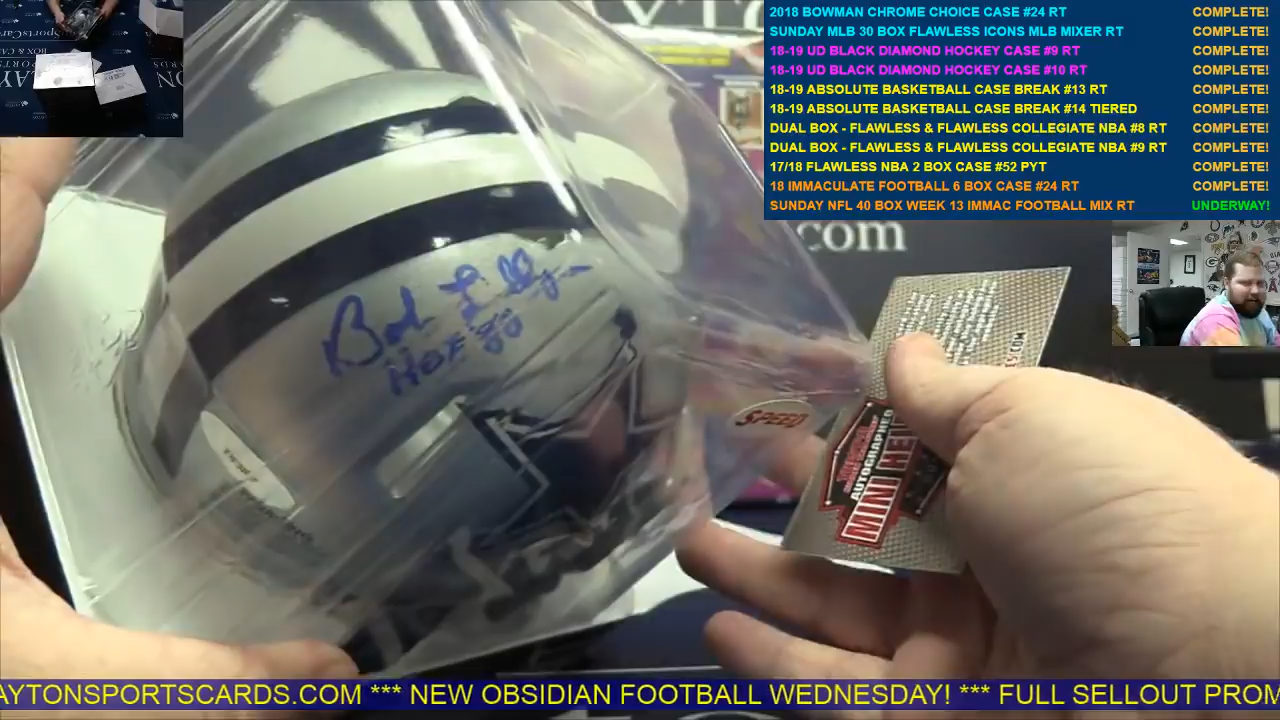 2018 BOWMAN CHROME CHOICE CASE #24 RT COMPLETE!
SUNDAY MLB 30 BOX FLAWLESS ICONS MLB MIXER RT COMPLETE!
18-19 UD BLACK DIAMOND HOCKEY CASE #9 RT COMPLETE!
18-19 UD BLACK DIAMOND HOCKEY CASE #10 RT COMPLETE!
18-19 ABSOLUTE BASKETBALL CASE BREAK #13 RT COMPLETE!
18-19 ABSOLUTE BASKETBALL CASE BREAK #14 TIERED COMPLETE!
DUAL BOX - FLAWLESS & FLAWLESS COLLEGIATE NBA #8 RT COMPLETE!
DUAL BOX - FLAWLESS & FLAWLESS COLLEGIATE NBA #9 RT COMPLETE!
17/18 FLAWLESS NBA 2 BOX CASE #52 PYT COMPLETE!
18 IMMACULATE FOOTBALL 6 BOX CASE #24 RT COMPLETE!
SUNDAY NFL 40 BOX WEEK 13 IMMAC FOOTBALL MIX RT UNDERWAY!
.com
Bob Lilly
HOF 80
SPEED
AUTOGRAPHED
MINI HE
AYTONSPORTSCARDS.COM *** NEW OBSIDIAN FOOTBALL WEDNESDAY! *** FULL SELLOUT PROM